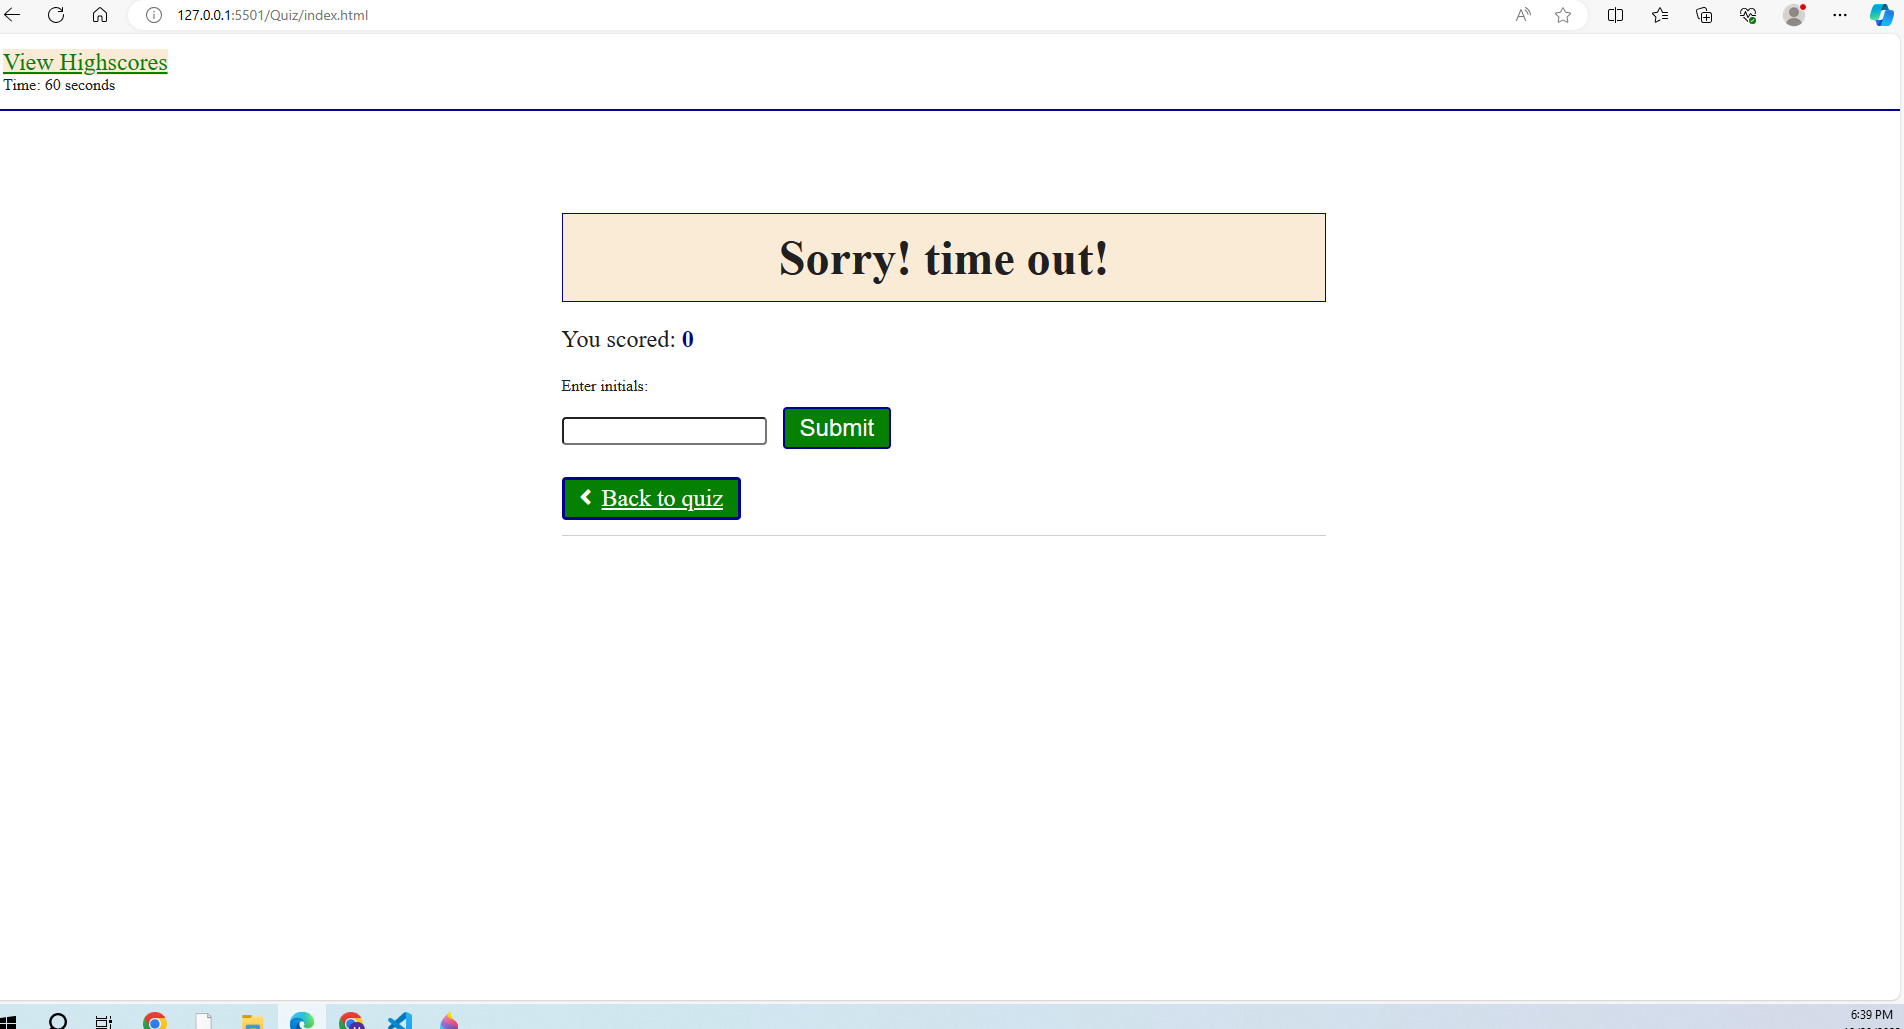 127.0.0.1:5501/Quiz/index.html
View Highscores
Time: 60 seconds
Sorry! time out!
You scored: 0
Enter initials:
Submit
Back to quiz
6:39 PM